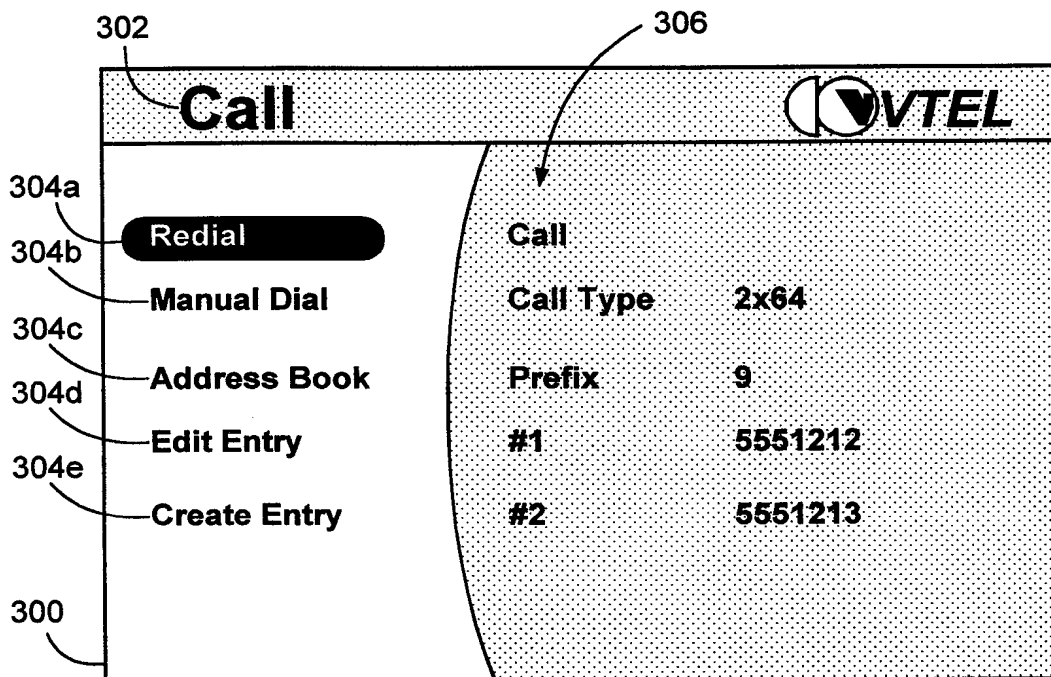 302
306
Call
VTEL
304a
Redial
Call
304b
Manual Dial
Call Type 2x64
304c
Address Book
Prefix 9
304d
Edit Entry
#1 5551212
304e
Create Entry
#2 5551213
300